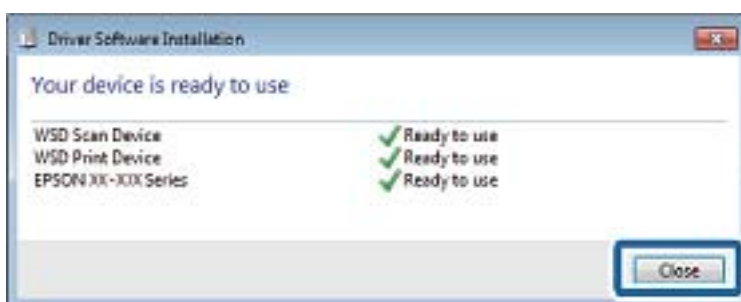 Driver Software Installation
Your device is ready to use
WSD Scan Device Ready to use
WSD Print Device Ready to use
EPSON XX-XXX Series Ready to use
Close